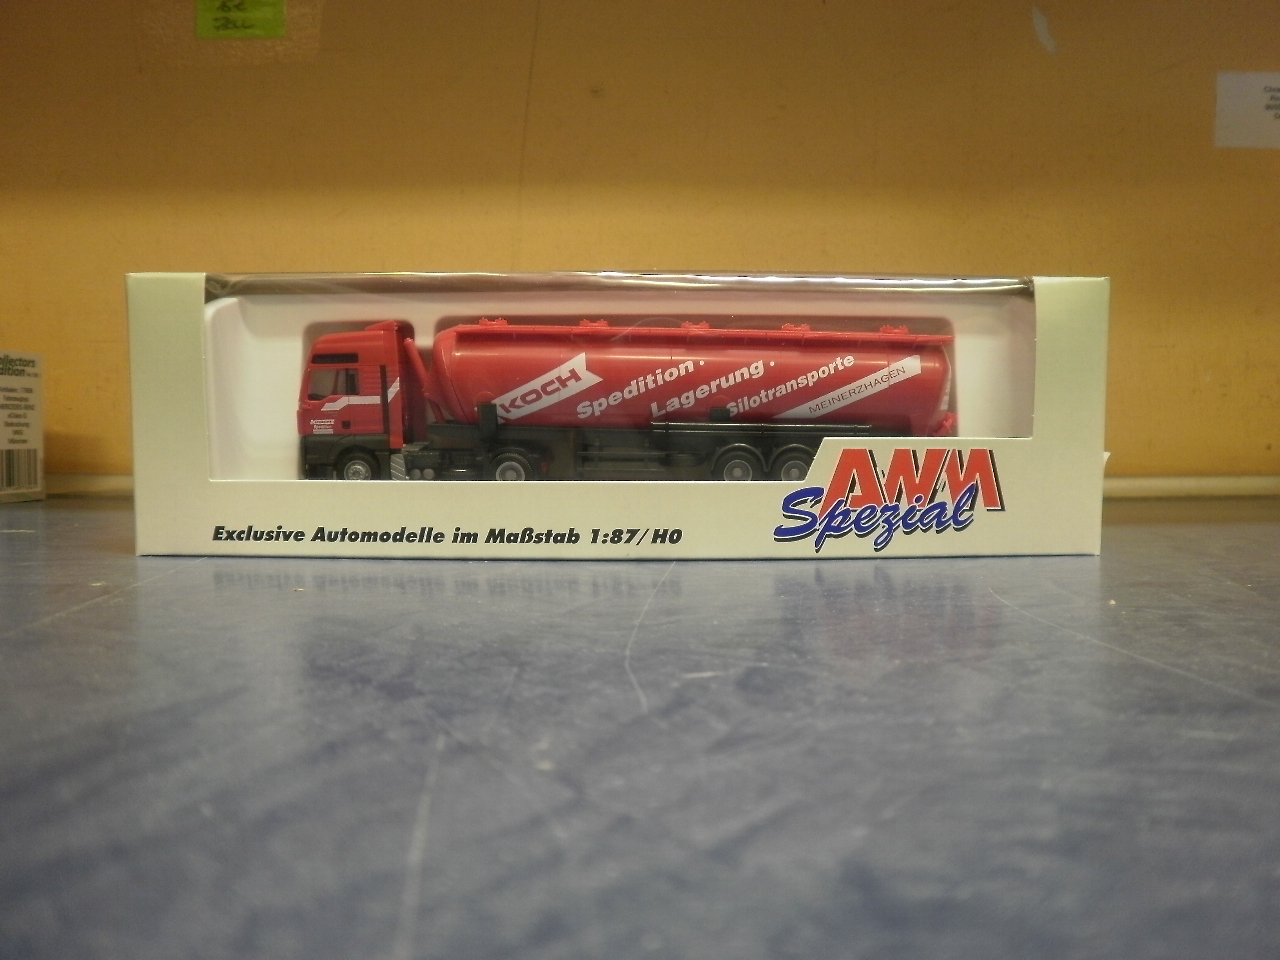 KOCH
Spedition ·
Lagerung ·
Silotransporte
MEINERZHAGEN
AWM
Spezial
Exclusive Automodelle im Maßstab 1:87/H0